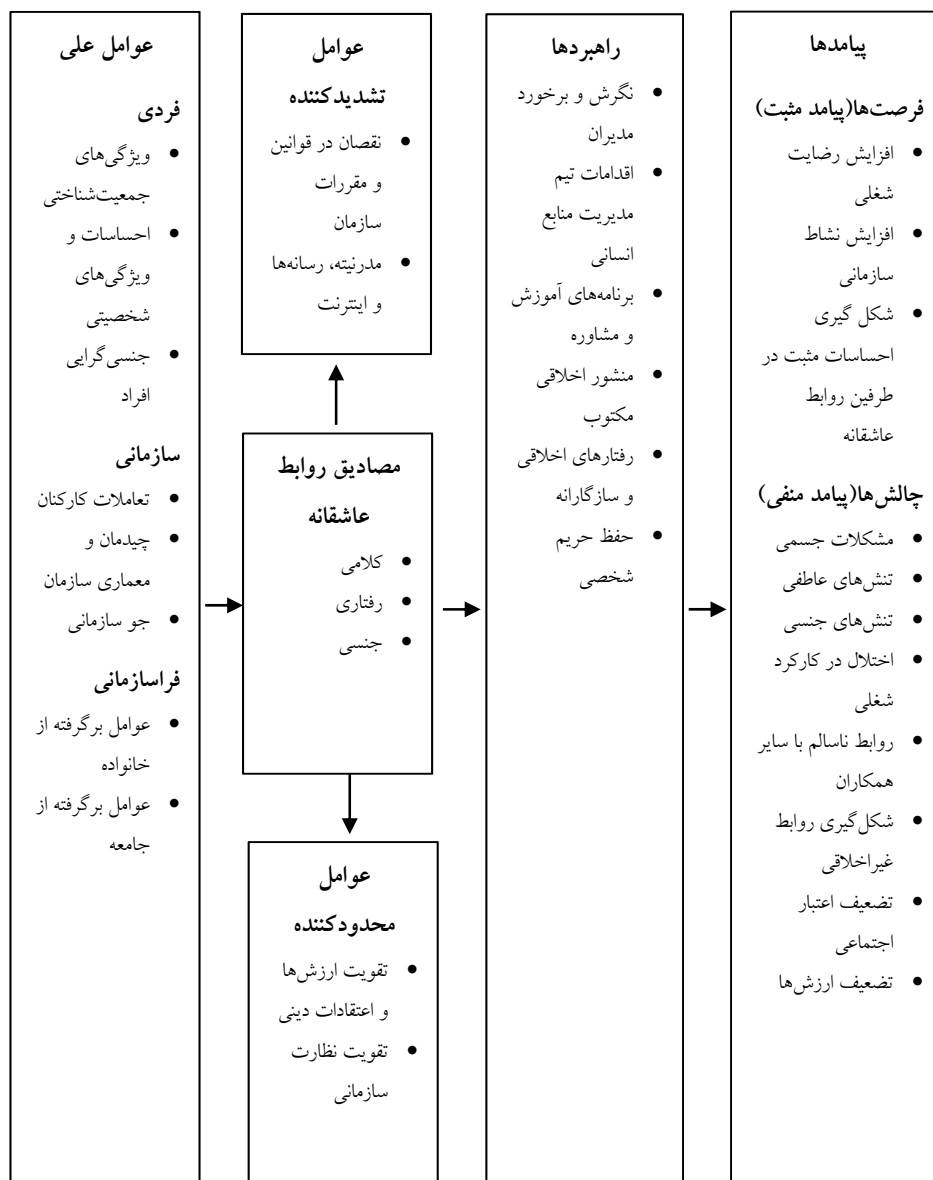 عوامل علی
فردی
• ویژگی‌های
جمعیت‌شناختی
• احساسات و
ویژگی‌های
شخصیتی
• جنسی‌گرایی
افراد
سازمانی
• تعاملات کارکنان
• چیدمان و
معماری سازمان
• جو سازمانی
فراسازمانی
• عوامل برگرفته از
خانواده
• عوامل برگرفته از
جامعه
عوامل
تشدیدکننده
• نقصان در قوانین
و مقررات
سازمان
• مدرنیته، رسانه‌ها
و اینترنت
مصادیق روابط
عاشقانه
• کلامی
• رفتاری
• جنسی
عوامل
محدودکننده
• تقویت ارزش‌ها
و اعتقادات دینی
• تقویت نظارت
سازمانی
راهبردها
• نگرش و برخورد
مدیران
• اقدامات تیم
مدیریت منابع
انسانی
• برنامه‌های آموزش
و مشاوره
• منشور اخلاقی
مکتوب
• رفتارهای اخلاقی
و سازگارانه
• حفظ حریم
شخصی
پیامدها
فرصت‌ها(پیامد مثبت)
• افزایش رضایت
شغلی
• افزایش نشاط
سازمانی
• شکل گیری
احساسات مثبت در
طرفین روابط
عاشقانه
چالش‌ها(پیامد منفی)
• مشکلات جسمی
• تنش‌های عاطفی
• تنش‌های جنسی
• اختلال در کارکرد
شغلی
• روابط ناسالم با سایر
همکاران
• شکل‌گیری روابط
غیراخلاقی
• تضعیف اعتبار
اجتماعی
• تضعیف ارزش‌ها